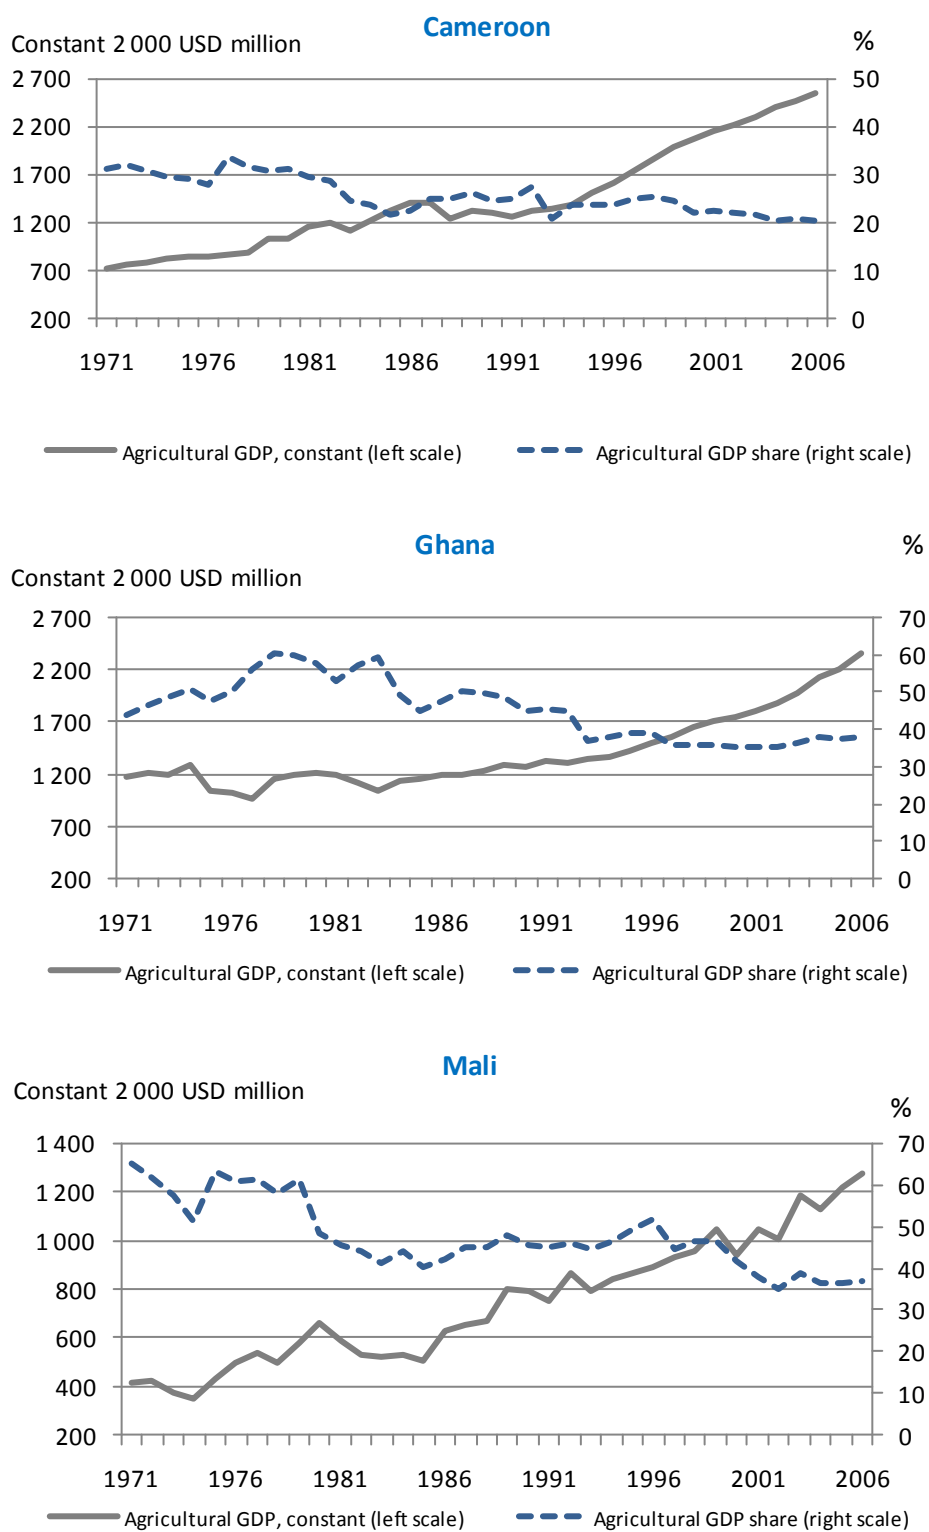 Cameroon
Constant 2 000 USD million %
2 700 50
2 200 40
1 700 30
1 200 20
700 10
200 0
1971 1976 1981 1986 1991 1996 2001 2006
Agricultural GDP, constant (left scale) Agricultural GDP share (right scale)
Ghana %
Constant 2 000 USD million
2 700 70
60
2 200
50
1 700
40
1 200 30
20
700
10
200 0
1971 1976 1981 1986 1991 1996 2001 2006
Agricultural GDP, constant (left scale) Agricultural GDP share (right scale)
Mali
Constant 2 000 USD million
%
1 400 70
1 200 60
50
1 000
40
800
30
600
20
400 10
200 0
1971 1976 1981 1986 1991 1996 2001 2006
Agricultural GDP, constant (left scale) Agricultural GDP share (right scale)